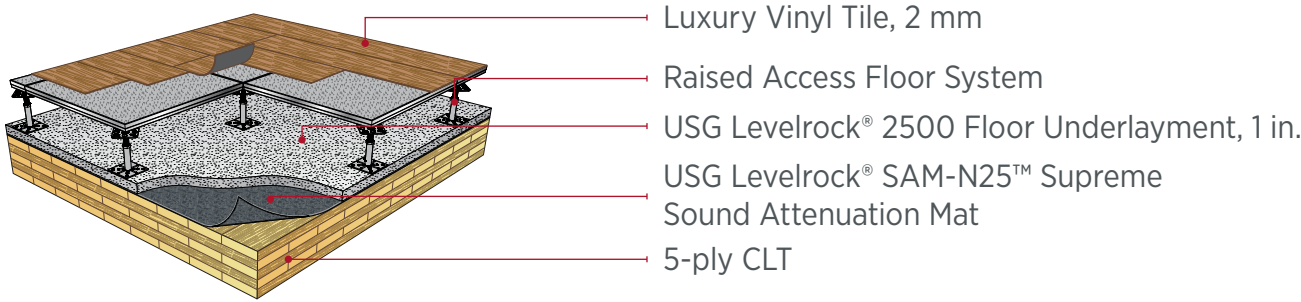 Luxury Vinyl Tile, 2 mm
Raised Access Floor System
USG Levelrock® 2500 Floor Underlayment, 1 in.
USG Levelrock® SAM-N25™ Supreme
Sound Attenuation Mat
5-ply CLT